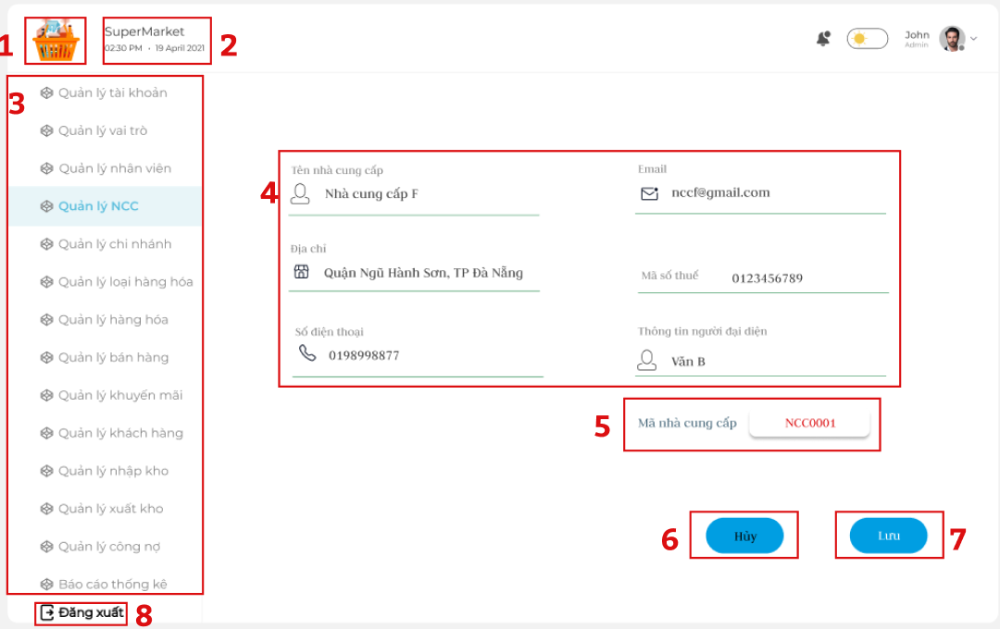 1
SuperMarket
02:30 PM • 19 April 2021
2
John
Admin
3
Quản lý tài khoản
Quản lý vai trò
Quản lý nhân viên
Quản lý NCC
Quản lý chi nhánh
Quản lý loại hàng hóa
Quản lý hàng hóa
Quản lý bán hàng
Quản lý khuyến mãi
Quản lý khách hàng
Quản lý nhập kho
Quản lý xuất kho
Quản lý công nợ
Báo cáo thống kê
Đăng xuất
8
4
Tên nhà cung cấp
Nhà cung cấp F
Email
nccf@gmail.com
Địa chỉ
Quận Ngũ Hành Sơn, TP Đà Nẵng
Mã số thuế
0123456789
Số điện thoại
0198998877
Thông tin người đại diện
Văn B
5
Mã nhà cung cấp
NCC0001
6
Hủy
Lưu
7